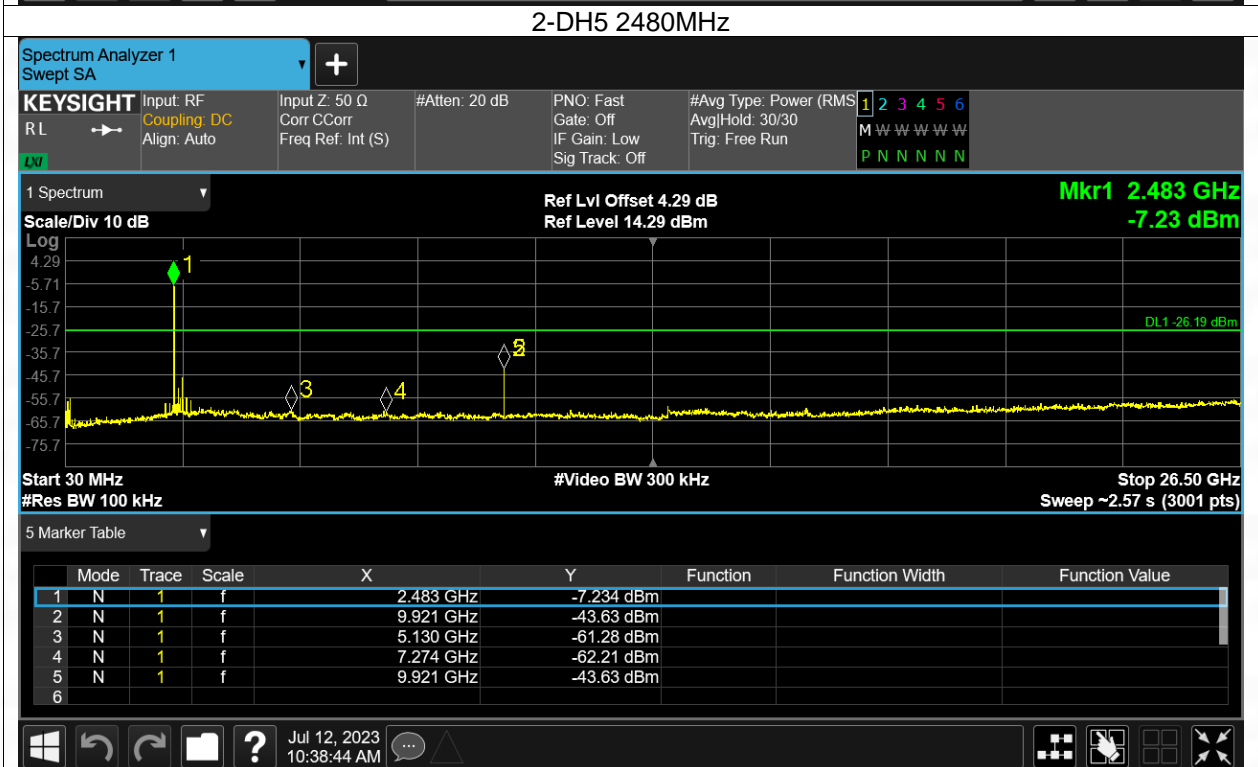 2-DH5 2480MHz
Spectrum Analyzer 1
Swept SA
+
KEYSIGHT Input: RF Input Z: 50 Ω #Atten: 20 dB PNO: Fast #Avg Type: Power (RMS 1 2 3 4 5 6
RL Coupling: DC Corr CCorr Gate: Off Avg|Hold: 30/30 M W W W W W
Align: Auto Freq Ref: Int (S) IF Gain: Low Trig: Free Run
LXI Sig Track: Off P N N N N N
1 Spectrum Ref Lvl Offset 4.29 dB Mkr1 2.483 GHz
Scale/Div 10 dB Ref Level 14.29 dBm -7.23 dBm
Log
4.29 1
-5.71
-15.7
-25.7 DL1 -26.19 dBm
-35.7
-45.7
-55.7 3 4
-65.7
-75.7
Start 30 MHz #Video BW 300 kHz Stop 26.50 GHz
#Res BW 100 kHz Sweep ~2.57 s (3001 pts)
5 Marker Table
Mode Trace Scale X Y Function Function Width Function Value
1 N 1 f 2.483 GHz -7.234 dBm
2 N 1 f 9.921 GHz -43.63 dBm
3 N 1 f 5.130 GHz -61.28 dBm
4 N 1 f 7.274 GHz -62.21 dBm
5 N 1 f 9.921 GHz -43.63 dBm
6
? Jul 12, 2023
10:38:44 AM